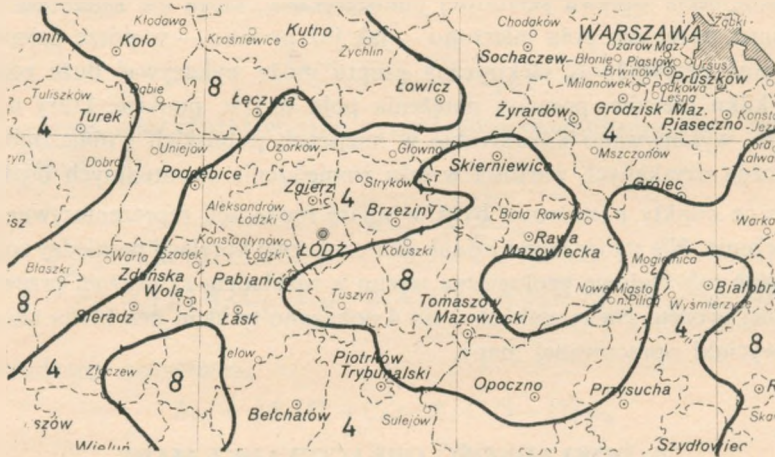 Koło
Kłodawa
Krośniewice
Kutno
Żychlin
Chodaków
Sochaczew
WARSZAWA
Ząbki
Ożarów Maz.
Błonie
Piastów
Ursus
Brwinów
Pruszków
Milanówek
Podkowa
Leśna
Grodzisk Maz.
Piaseczno
Tuliszków
Dąbie
8
Łęczyca
Łowicz
Żyrardów
4
Turek
4
Uniejów
Ozorków
Głowno
Skierniewice
Mszczonów
Dobra
Poddębice
Zgierz
4
Stryków
Grójec
Aleksandrów
Łódzki
Brzeziny
Biała Rawska
Warka
Konstantynów
Łódzki
ŁÓDŹ
Koluszki
Rawa
Mazowiecka
Błaszki
Warta
Szadek
Zduńska
Wola
Pabianice
8
Mogielnica
Białobrz
8
Sieradz
Łask
Tuszyn
Tomaszów
Mazowiecki
Nowe Miasto
n. Pilicą
Wyśmierzyce
4
8
4
Złoczew
8
Zelów
Piotrków
Trybunalski
Opoczno
Przysucha
Bełchatów
4
Sulejów
Wieluń
Szydłowiec